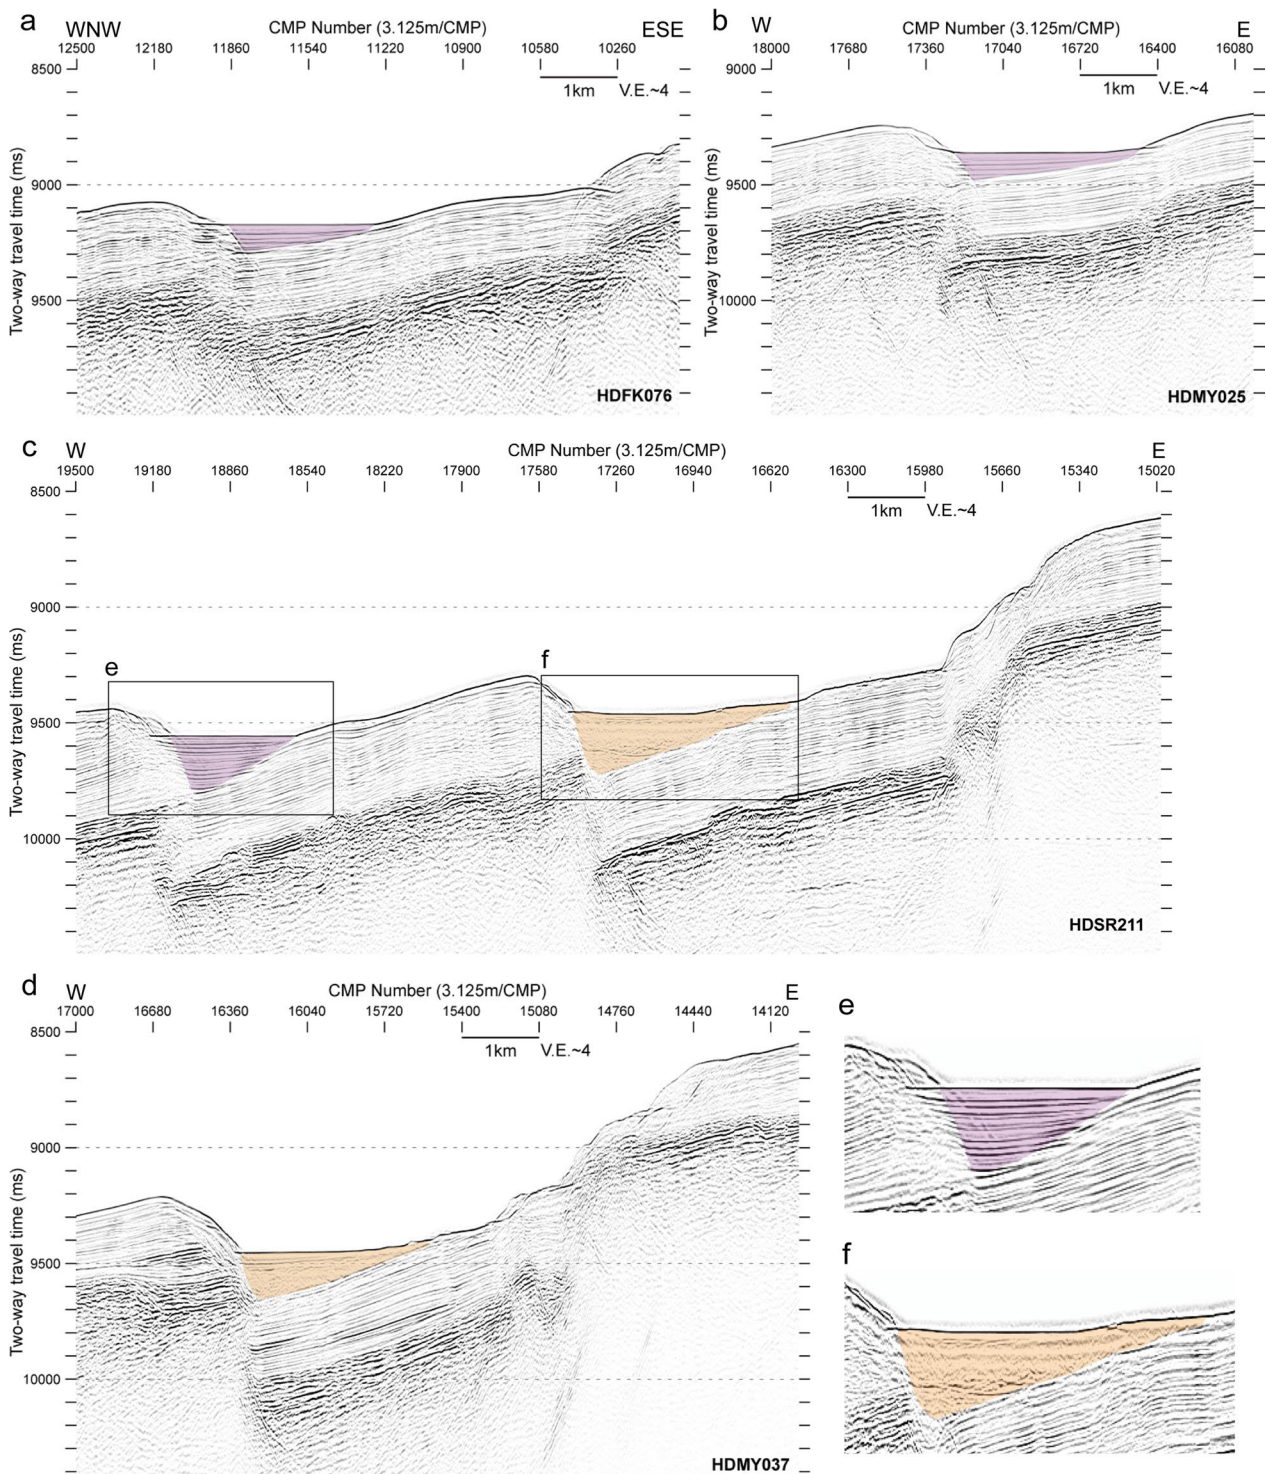 a
WNW CMP Number (3.125m/CMP) ESE
12500 12180 11860 11540 11220 10900 10580 10260
8500
1km V.E.~4
9000
9500
Two-way travel time (ms)
HDFK076
b
W CMP Number (3.125m/CMP) E
18000 17680 17360 17040 16720 16400 16080
9000
1km V.E.~4
9500
10000
Two-way travel time (ms)
HDMY025
c
W CMP Number (3.125m/CMP) E
19500 19180 18860 18540 18220 17900 17580 17260 16940 16620 16300 15980 15660 15340 15020
8500
1km V.E.~4
9000
e f
9500
10000
Two-way travel time (ms)
HDSR211
d
W CMP Number (3.125m/CMP) E
17000 16680 16360 16040 15720 15400 15080 14760 14440 14120
8500
1km V.E.~4
9000
9500
10000
Two-way travel time (ms)
HDMY037
e
f